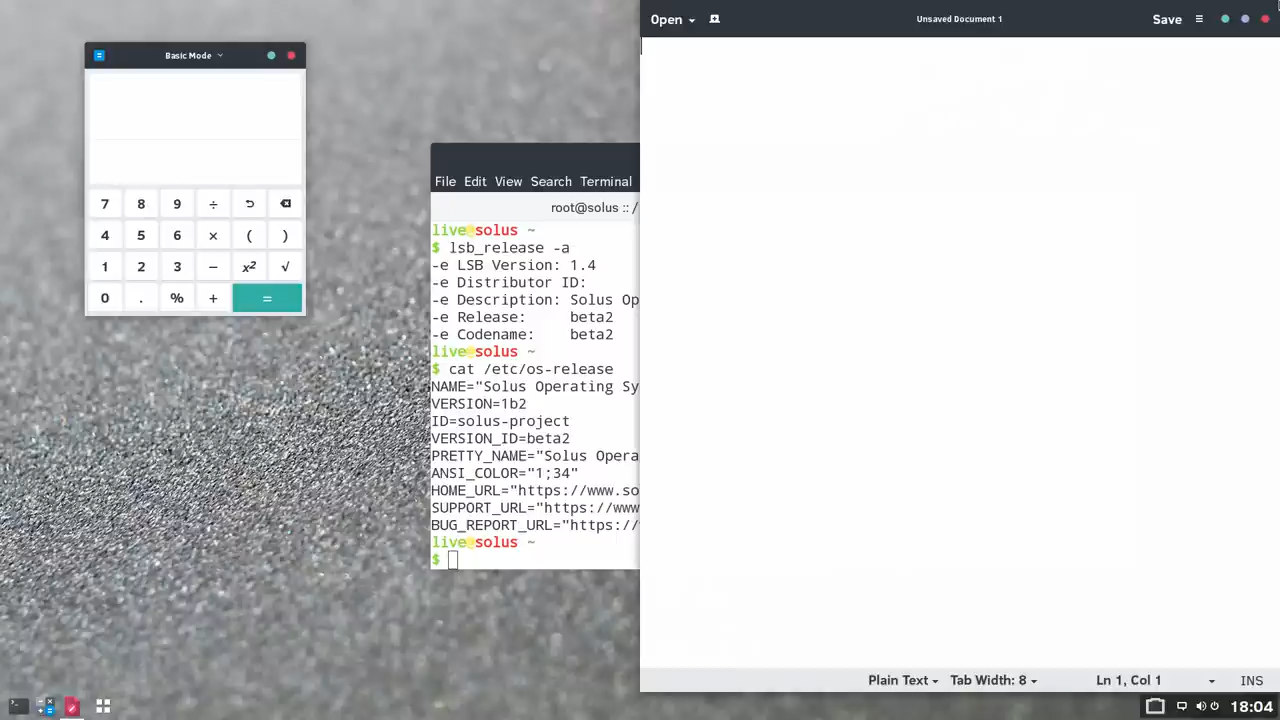 Open
Unsaved Document 1
Save
Basic Mode
7 8 9 ÷
4 5 6 × ( )
1 2 3 − x² √
0 . % + =
File Edit View Search Terminal
root@solus :: /
live@solus ~
$ lsb_release -a
-e LSB Version: 1.4
-e Distributor ID:
-e Description: Solus Op
-e Release: beta2
-e Codename: beta2
live@solus ~
$ cat /etc/os-release
NAME="Solus Operating Sy
VERSION=1b2
ID=solus-project
VERSION_ID=beta2
PRETTY_NAME="Solus Opera
ANSI_COLOR="1;34"
HOME_URL="https://www.so
SUPPORT_URL="https://www
BUG_REPORT_URL="https://
live@solus ~
$
Plain Text Tab Width: 8 Ln 1, Col 1 INS
18:04